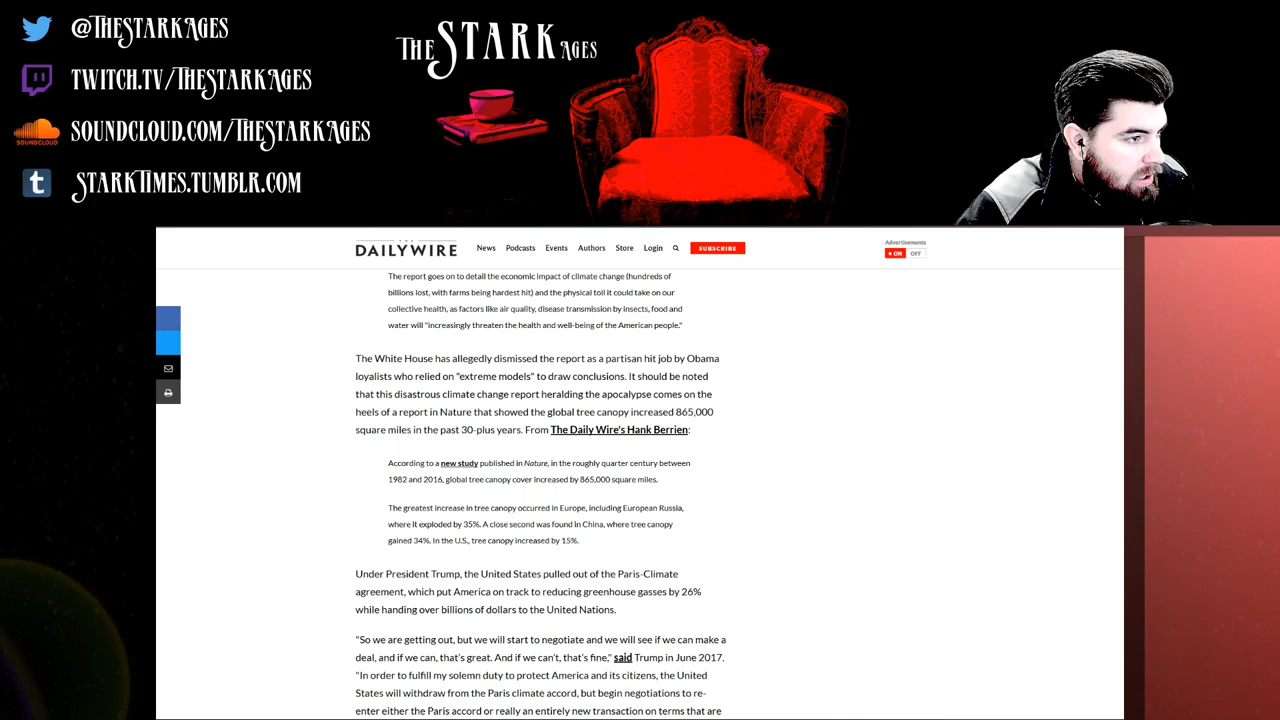 @TheStarkAges
twitch.tv/TheStarkAges
soundcloud.com/TheStarkAges
StarkTimes.tumblr.com
The STARK Ages
SOUNDCLOUD
DAILYWIRE
News Podcasts Events Authors Store Login SUBSCRIBE
Advertisements
ON OFF
The report goes on to detail the economic impact of climate change (hundreds of
billions lost, with farms being hardest hit) and the physical toll it could take on our
collective health, as factors like air quality, disease transmission by insects, food and
water will "increasingly threaten the health and well-being of the American people."
The White House has allegedly dismissed the report as a partisan hit job by Obama
loyalists who relied on "extreme models" to draw conclusions. It should be noted
that this disastrous climate change report heralding the apocalypse comes on the
heels of a report in Nature that showed the global tree canopy increased 865,000
square miles in the past 30-plus years. From The Daily Wire's Hank Berrien:
According to a new study published in Nature, in the roughly quarter century between
1982 and 2016, global tree canopy cover increased by 865,000 square miles.
The greatest increase in tree canopy occurred in Europe, including European Russia,
where it exploded by 35%. A close second was found in China, where tree canopy
gained 34%. In the U.S., tree canopy increased by 15%.
Under President Trump, the United States pulled out of the Paris-Climate
agreement, which put America on track to reducing greenhouse gasses by 26%
while handing over billions of dollars to the United Nations.
"So we are getting out, but we will start to negotiate and we will see if we can make a
deal, and if we can, that's great. And if we can't, that's fine," said Trump in June 2017.
"In order to fulfill my solemn duty to protect America and its citizens, the United
States will withdraw from the Paris climate accord, but begin negotiations to re-
enter either the Paris accord or really an entirely new transaction on terms that are